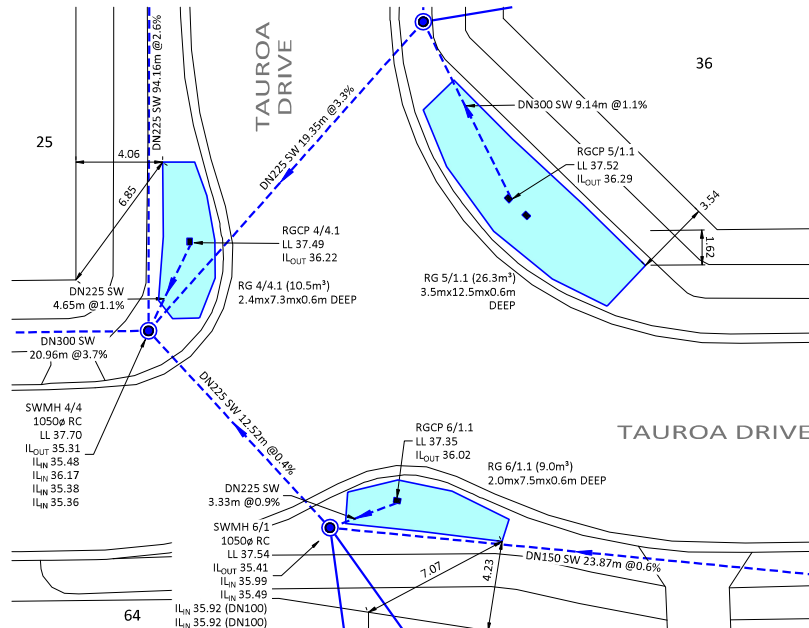 DN225 SW 94.16m @2.6%
TAUROA
DRIVE
36
25
4.06
6.85
DN225 SW 19.35m @3.3%
DN300 SW 9.14m @1.1%
RGCP 5/1.1
LL 37.52
ILOUT 36.29
3.54
1.62
RGCP 4/4.1
LL 37.49
ILOUT 36.22
RG 4/4.1 (10.5m³)
2.4mx7.3mx0.6m DEEP
RG 5/1.1 (26.3m³)
3.5mx12.5mx0.6m
DEEP
DN225 SW
4.65m @1.1%
DN300 SW
20.96m @3.7%
DN225 SW 12.52m @0.4%
SWMH 4/4
1050ø RC
LL 37.70
ILOUT 35.31
ILIN 35.48
ILIN 36.17
ILIN 35.38
ILIN 35.36
RGCP 6/1.1
LL 37.35
ILOUT 36.02
TAUROA DRIVE
RG 6/1.1 (9.0m³)
2.0mx7.5mx0.6m DEEP
DN225 SW
3.33m @0.9%
SWMH 6/1
1050ø RC
LL 37.54
ILOUT 35.41
ILIN 35.99
ILIN 35.49
ILIN 35.92 (DN100)
ILIN 35.92 (DN100)
7.07
4.23
DN150 SW 23.87m @0.6%
64